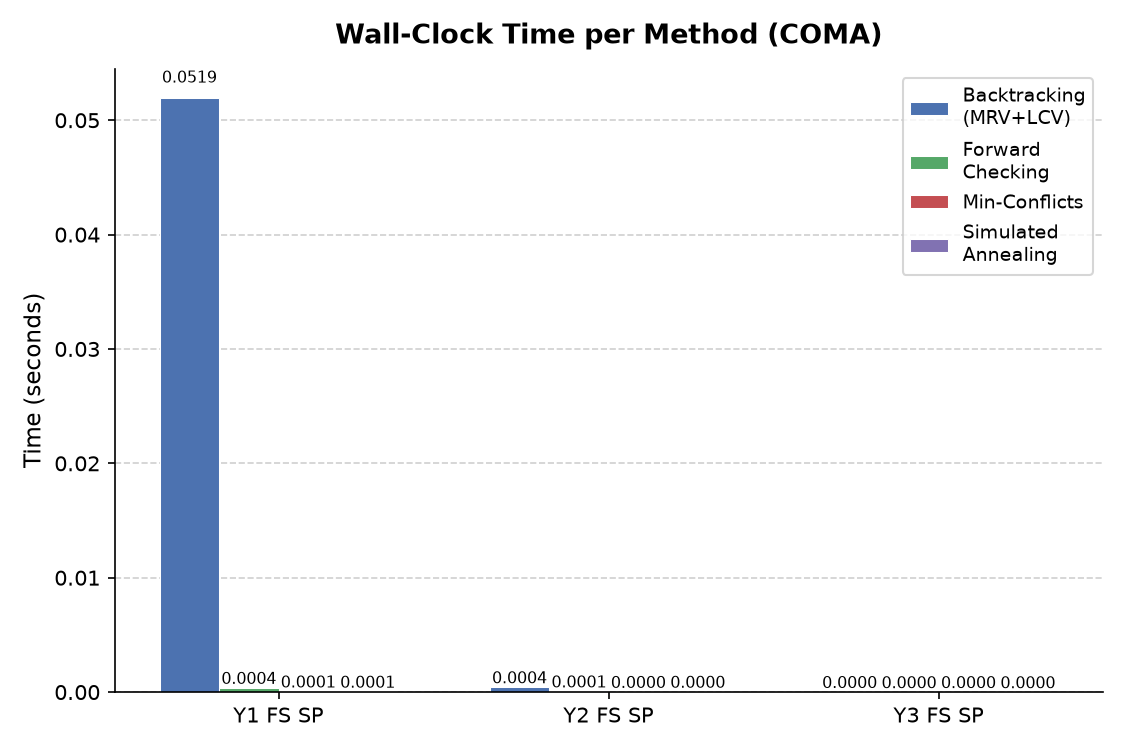 Wall-Clock Time per Method (COMA)
0.0519
Backtracking
(MRV+LCV)
Forward
Checking
Min-Conflicts
Simulated
Annealing
Time (seconds)
0.05
0.04
0.03
0.02
0.01
0.00
0.0004 0.0001 0.0001
0.0004 0.0001 0.0000 0.0000
0.0000 0.0000 0.0000 0.0000
Y1 FS SP
Y2 FS SP
Y3 FS SP